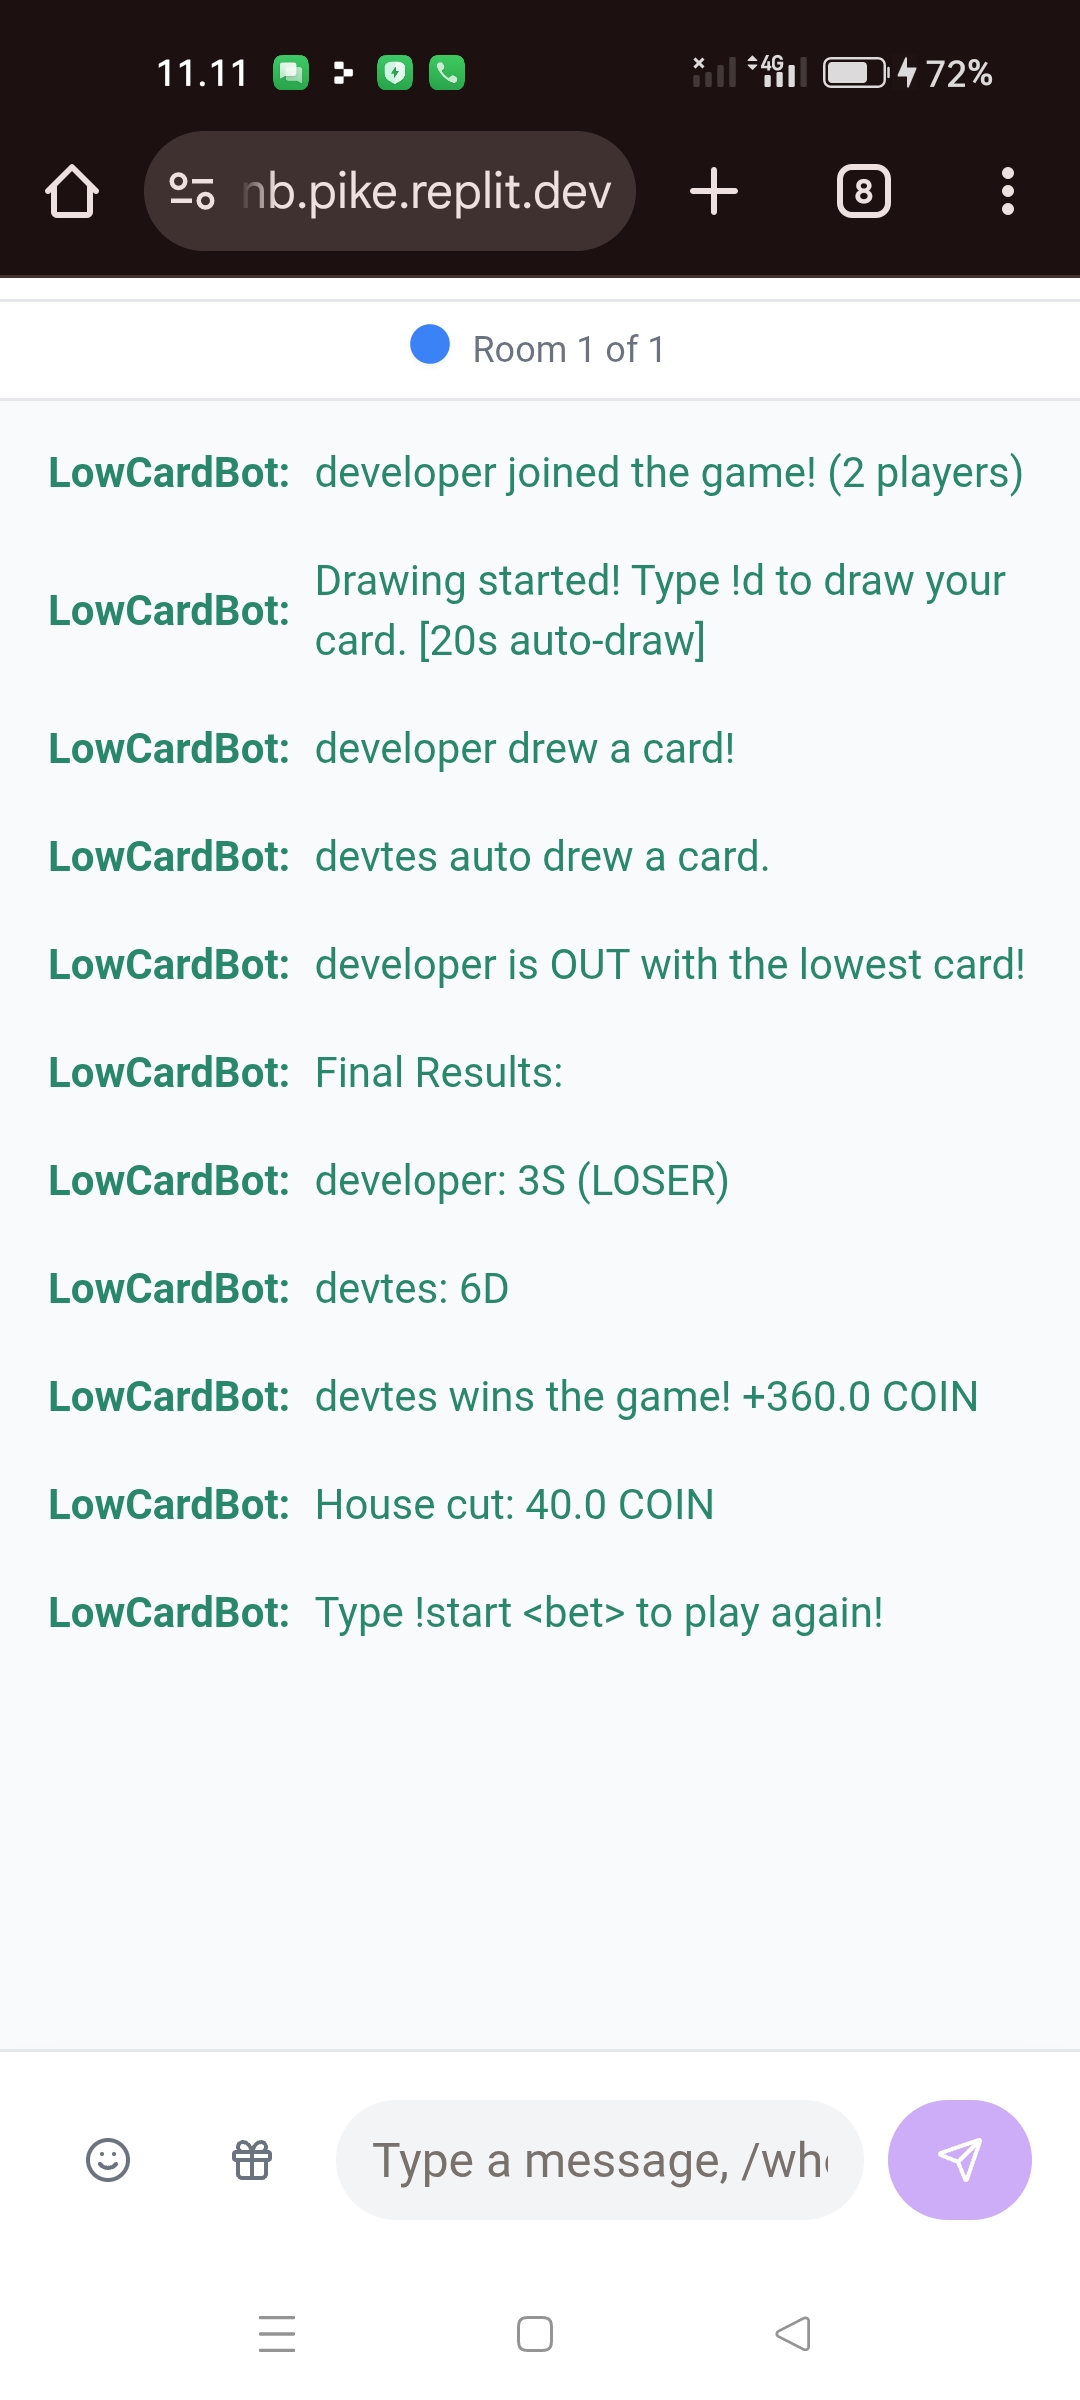 11.11
4G
72%
nb.pike.replit.dev
8
Room 1 of 1
LowCardBot: developer joined the game! (2 players)
LowCardBot: Drawing started! Type !d to draw your
card. [20s auto-draw]
LowCardBot: developer drew a card!
LowCardBot: devtes auto drew a card.
LowCardBot: developer is OUT with the lowest card!
LowCardBot: Final Results:
LowCardBot: developer: 3S (LOSER)
LowCardBot: devtes: 6D
LowCardBot: devtes wins the game! +360.0 COIN
LowCardBot: House cut: 40.0 COIN
LowCardBot: Type !start <bet> to play again!
Type a message, /wh